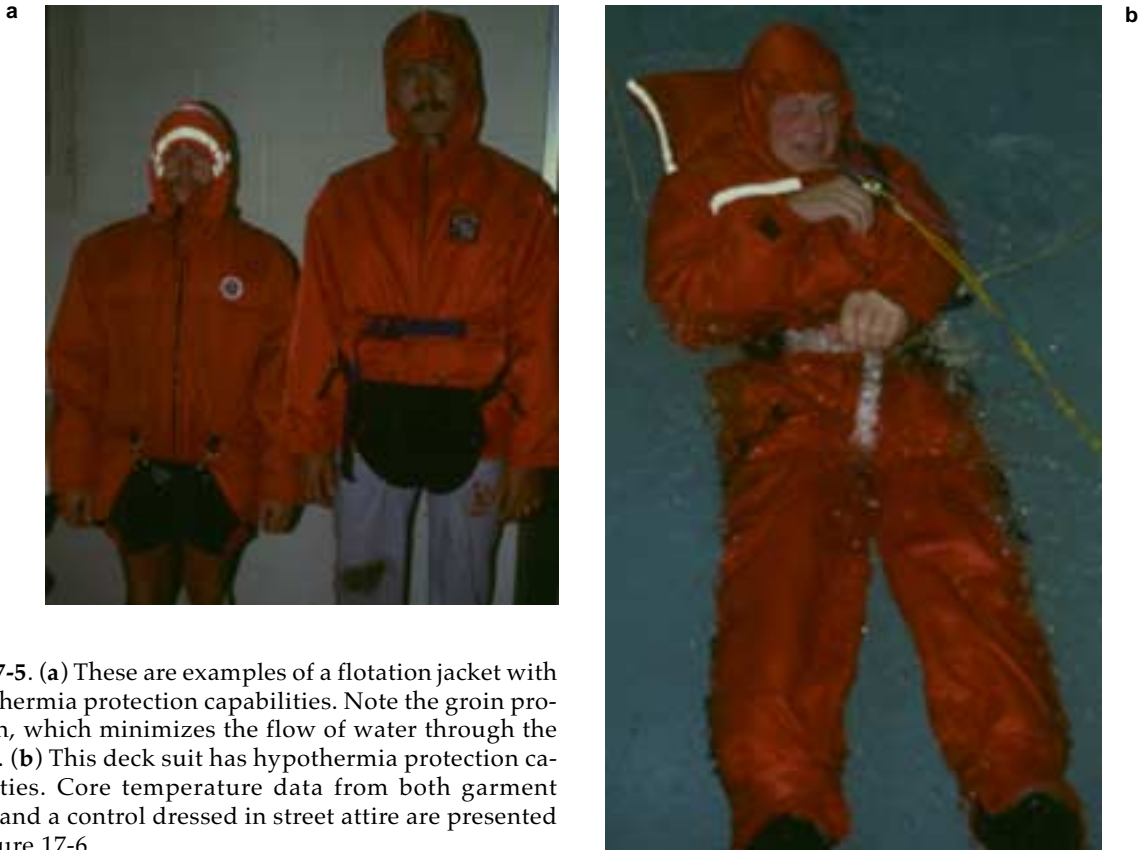 a
b
7-5. (a) These are examples of a flotation jacket with
thermia protection capabilities. Note the groin pro-
n, which minimizes the flow of water through the
. (b) This deck suit has hypothermia protection ca-
ties. Core temperature data from both garment
and a control dressed in street attire are presented
ure 17-6.